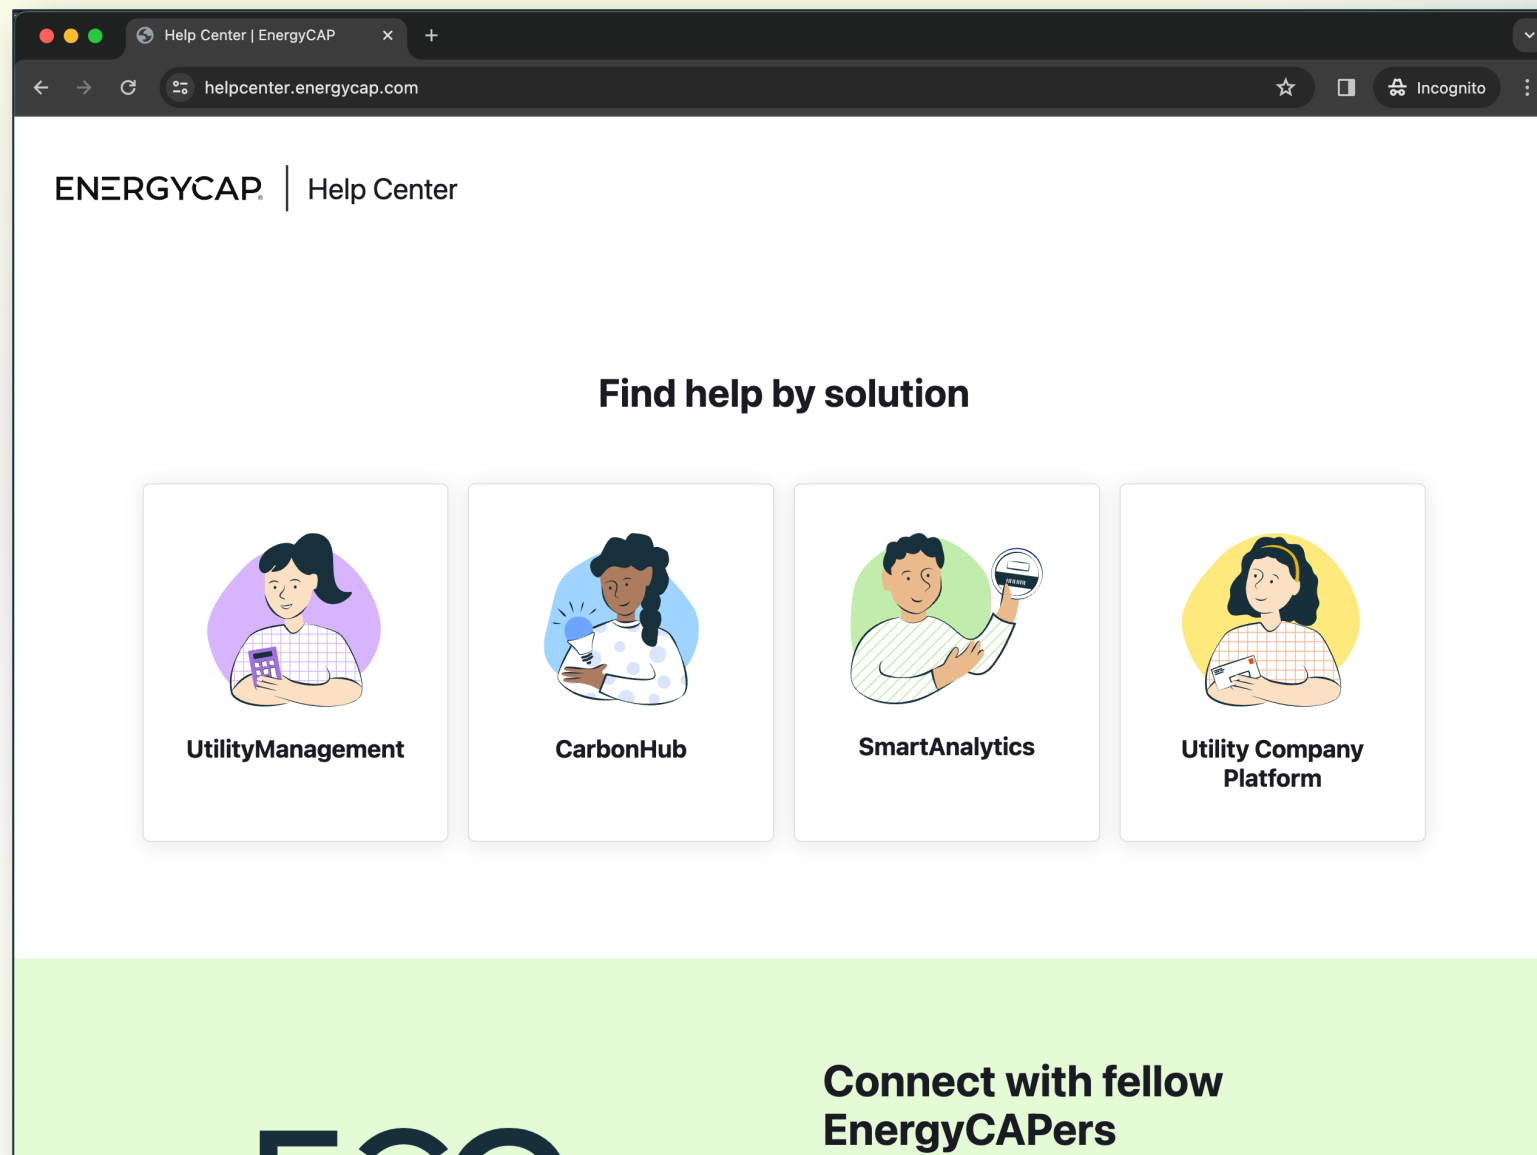 Help Center | EnergyCAP
helpcenter.energycap.com
Incognito
ENERGYCAP
Help Center
Find help by solution
UtilityManagement
CarbonHub
SmartAnalytics
Utility Company
Platform
Connect with fellow
EnergyCAPers